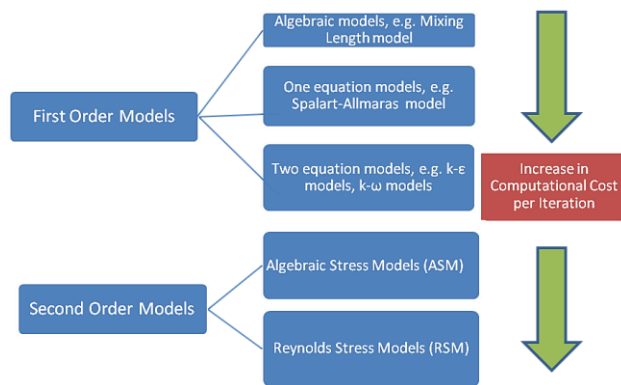 Algebraic models, e.g. Mixing
Length model
One equation models, e.g.
Spalart-Allmaras model
First Order Models
Two equation models, e.g. k-ε
models, k-ω models
Increase in
Computational Cost
per Iteration
Algebraic Stress Models (ASM)
Second Order Models
Reynolds Stress Models (RSM)